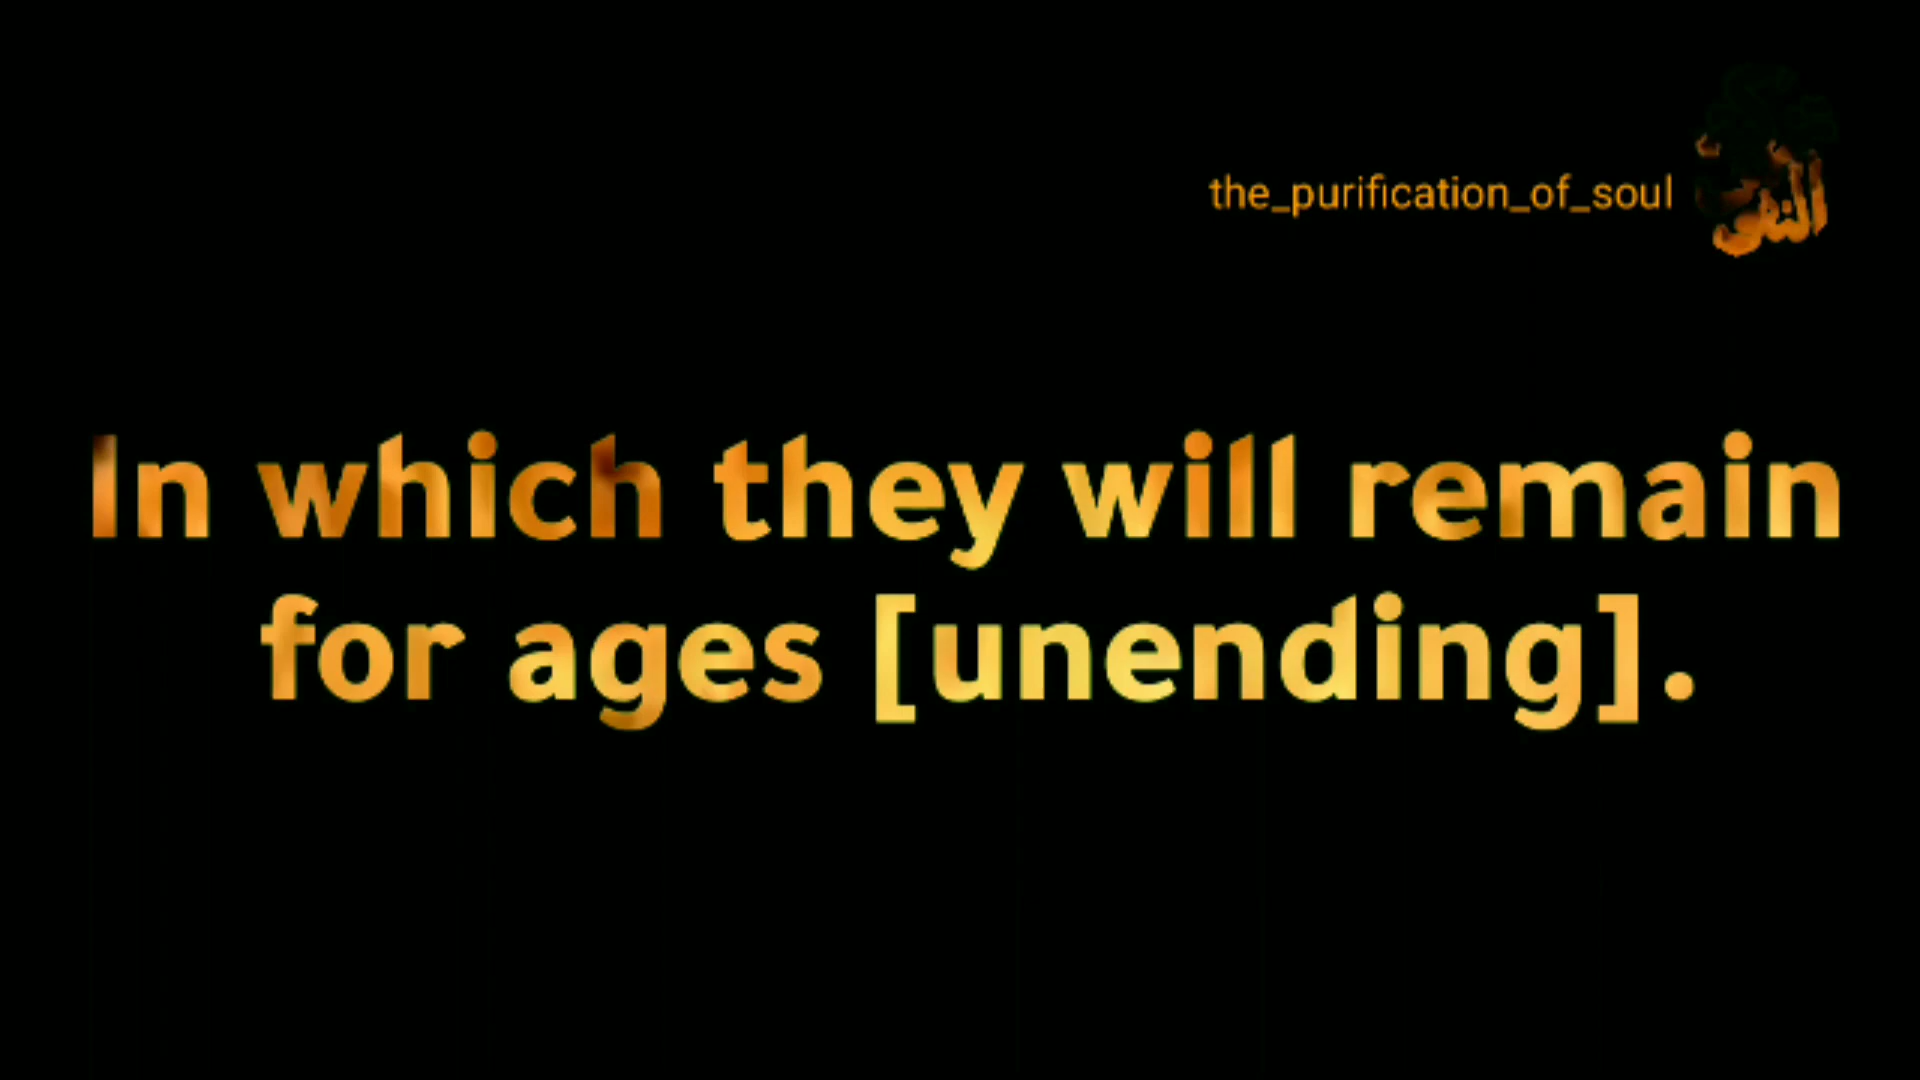 the_purification_of_soul
In which they will remain
for ages [unending].